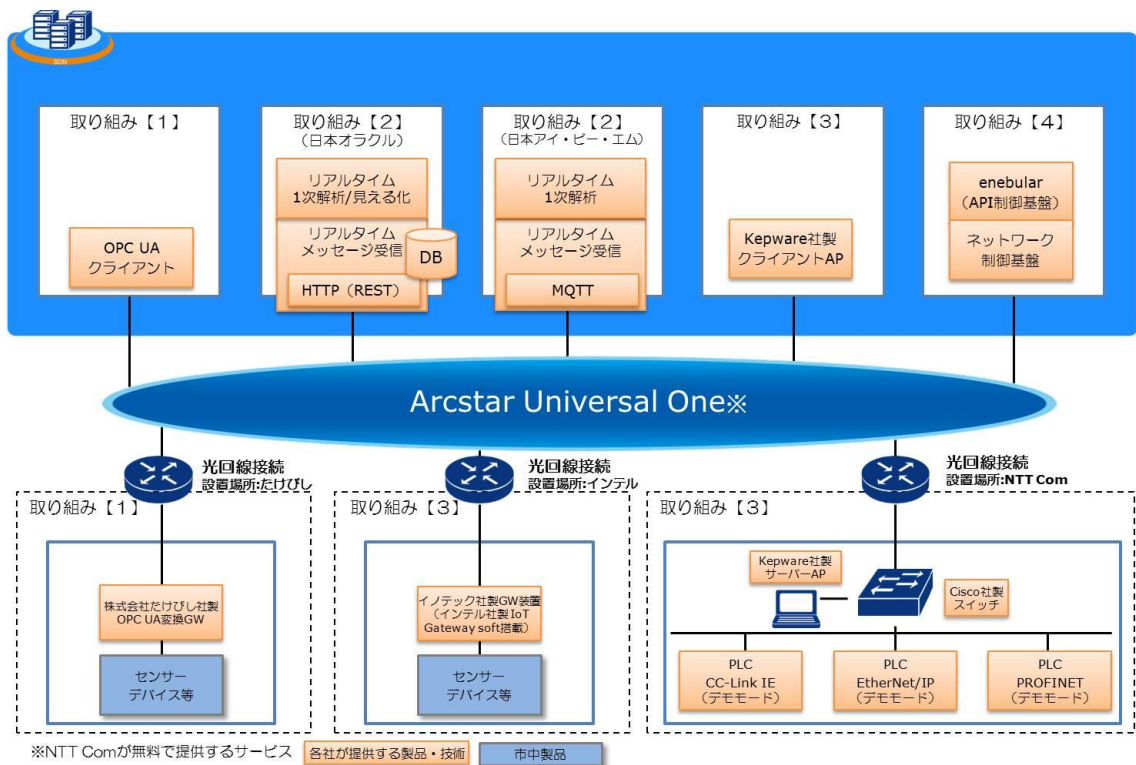 SDN
取り組み【1】
OPC UA
クライアント
取り組み【2】
（日本オラクル）
リアルタイム
1次解析/見える化
リアルタイム
メッセージ受信
DB
HTTP（REST）
取り組み【2】
（日本アイ・ビー・エム）
リアルタイム
1次解析
リアルタイム
メッセージ受信
MQTT
取り組み【3】
Kepware社製
クライアントAP
取り組み【4】
enebular
（API制御基盤）
ネットワーク
制御基盤
Arcstar Universal One※
光回線接続
設置場所:たけびし
光回線接続
設置場所:インテル
光回線接続
設置場所:NTT Com
取り組み【1】
株式会社たけびし社製
OPC UA変換GW
センサー
デバイス等
取り組み【3】
イノテック社製GW装置
（インテル社製 IoT
Gateway soft搭載）
センサー
デバイス等
取り組み【3】
Kepware社製
サーバーAP
Cisco社製
スイッチ
PLC
CC-Link IE
（デモモード）
PLC
EtherNet/IP
（デモモード）
PLC
PROFINET
（デモモード）
※NTT Comが無料で提供するサービス
各社が提供する製品・技術
市中製品